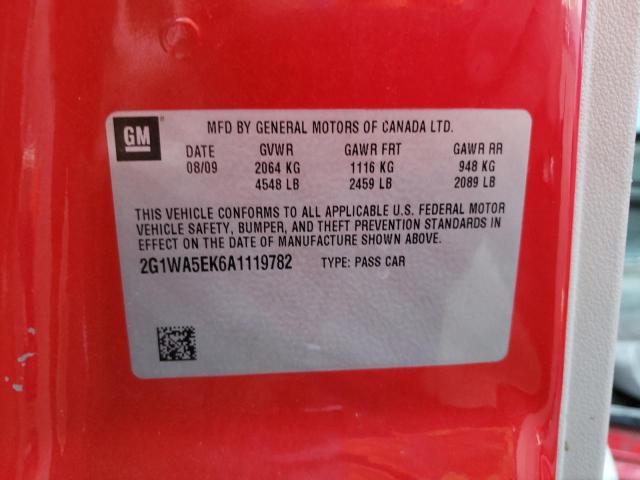 GM
MFD BY GENERAL MOTORS OF CANADA LTD.
DATE GVWR GAWR FRT GAWR RR
08/09 2064 KG 1116 KG 948 KG
4548 LB 2459 LB 2089 LB
THIS VEHICLE CONFORMS TO ALL APPLICABLE U.S. FEDERAL MOTOR
VEHICLE SAFETY, BUMPER, AND THEFT PREVENTION STANDARDS IN
EFFECT ON THE DATE OF MANUFACTURE SHOWN ABOVE.
2G1WA5EK6A1119782 TYPE: PASS CAR